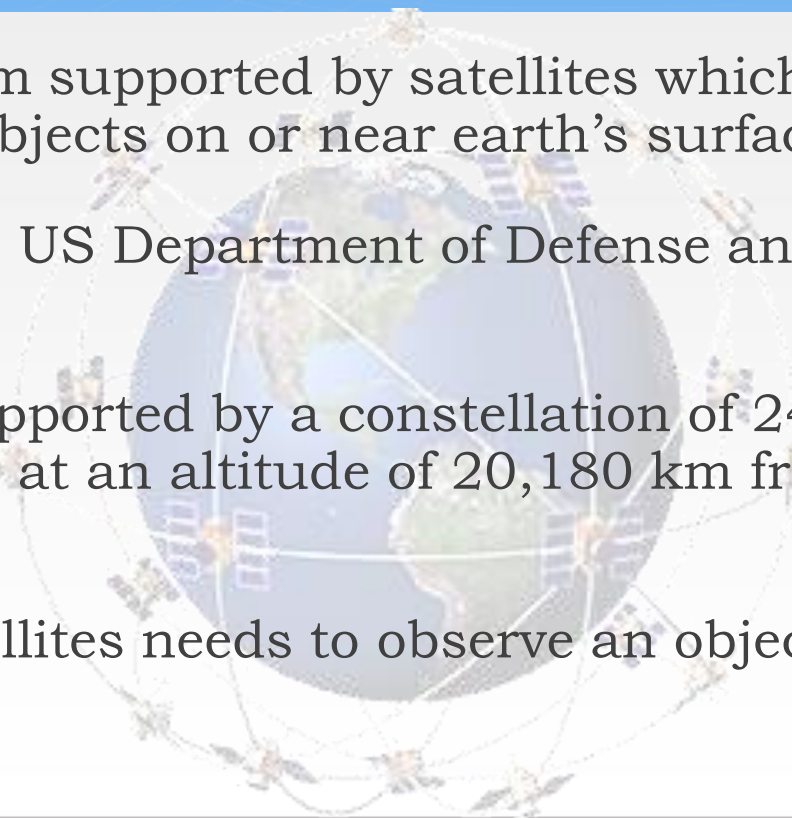 m supported by satellites which
bjects on or near earth’s surfac
US Department of Defense an
pported by a constellation of 24
at an altitude of 20,180 km fr
llites needs to observe an objec